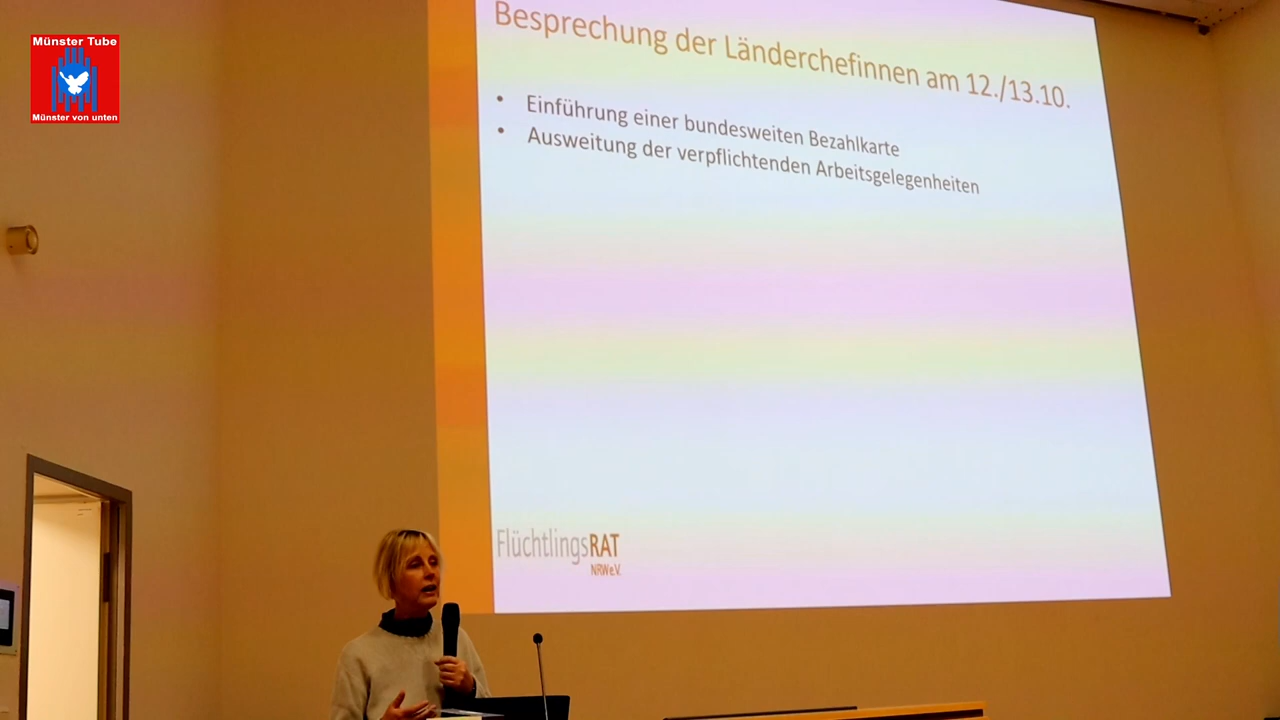 Münster Tube
Münster von unten
Besprechung der Länderchefinnen am 12./13.10.
• Einführung einer bundesweiten Bezahlkarte
• Ausweitung der verpflichtenden Arbeitsgelegenheiten
FlüchtlingsRAT
NRW e.V.